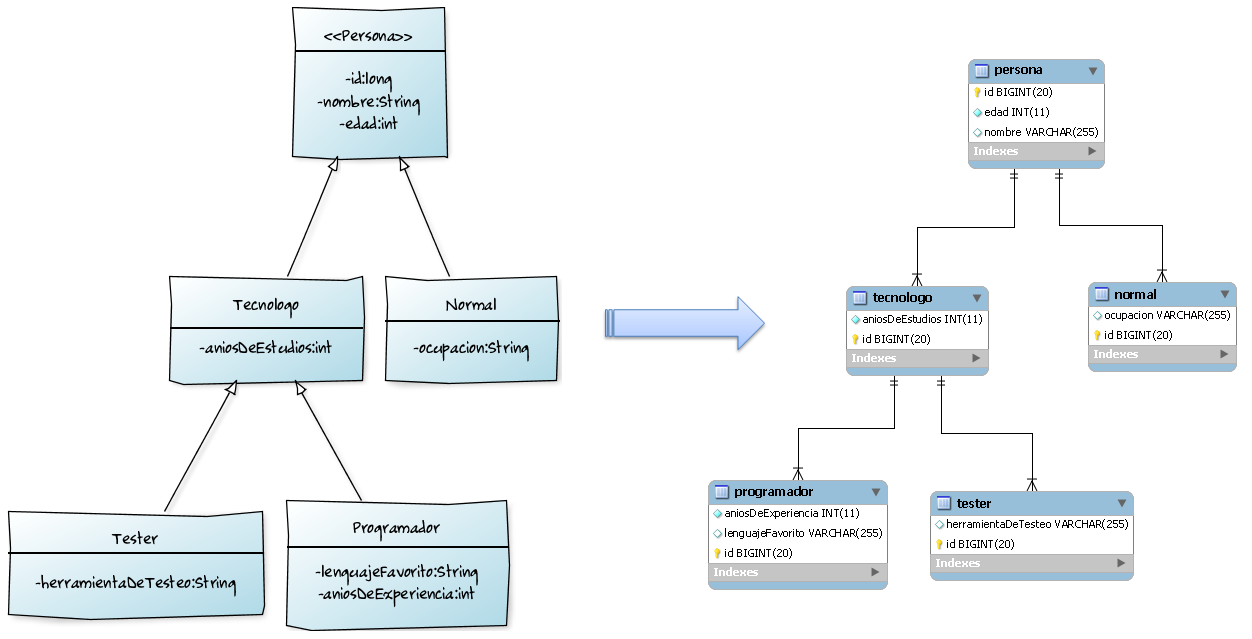 <<Persona>>
-id:long
-nombre:String
-edad:int
Tecnologo
-aniosDeEstudios:int
Normal
-ocupacion:String
Tester
-herramientaDeTesteo:String
Programador
-lenguajeFavorito:String
-aniosDeExperiencia:int
persona
id BIGINT(20)
edad INT(11)
nombre VARCHAR(255)
Indexes
tecnologo
aniosDeEstudios INT(11)
id BIGINT(20)
Indexes
normal
ocupacion VARCHAR(255)
id BIGINT(20)
Indexes
programador
aniosDeExperiencia INT(11)
lenguajeFavorito VARCHAR(255)
id BIGINT(20)
Indexes
tester
herramientaDeTesteo VARCHAR(255)
id BIGINT(20)
Indexes